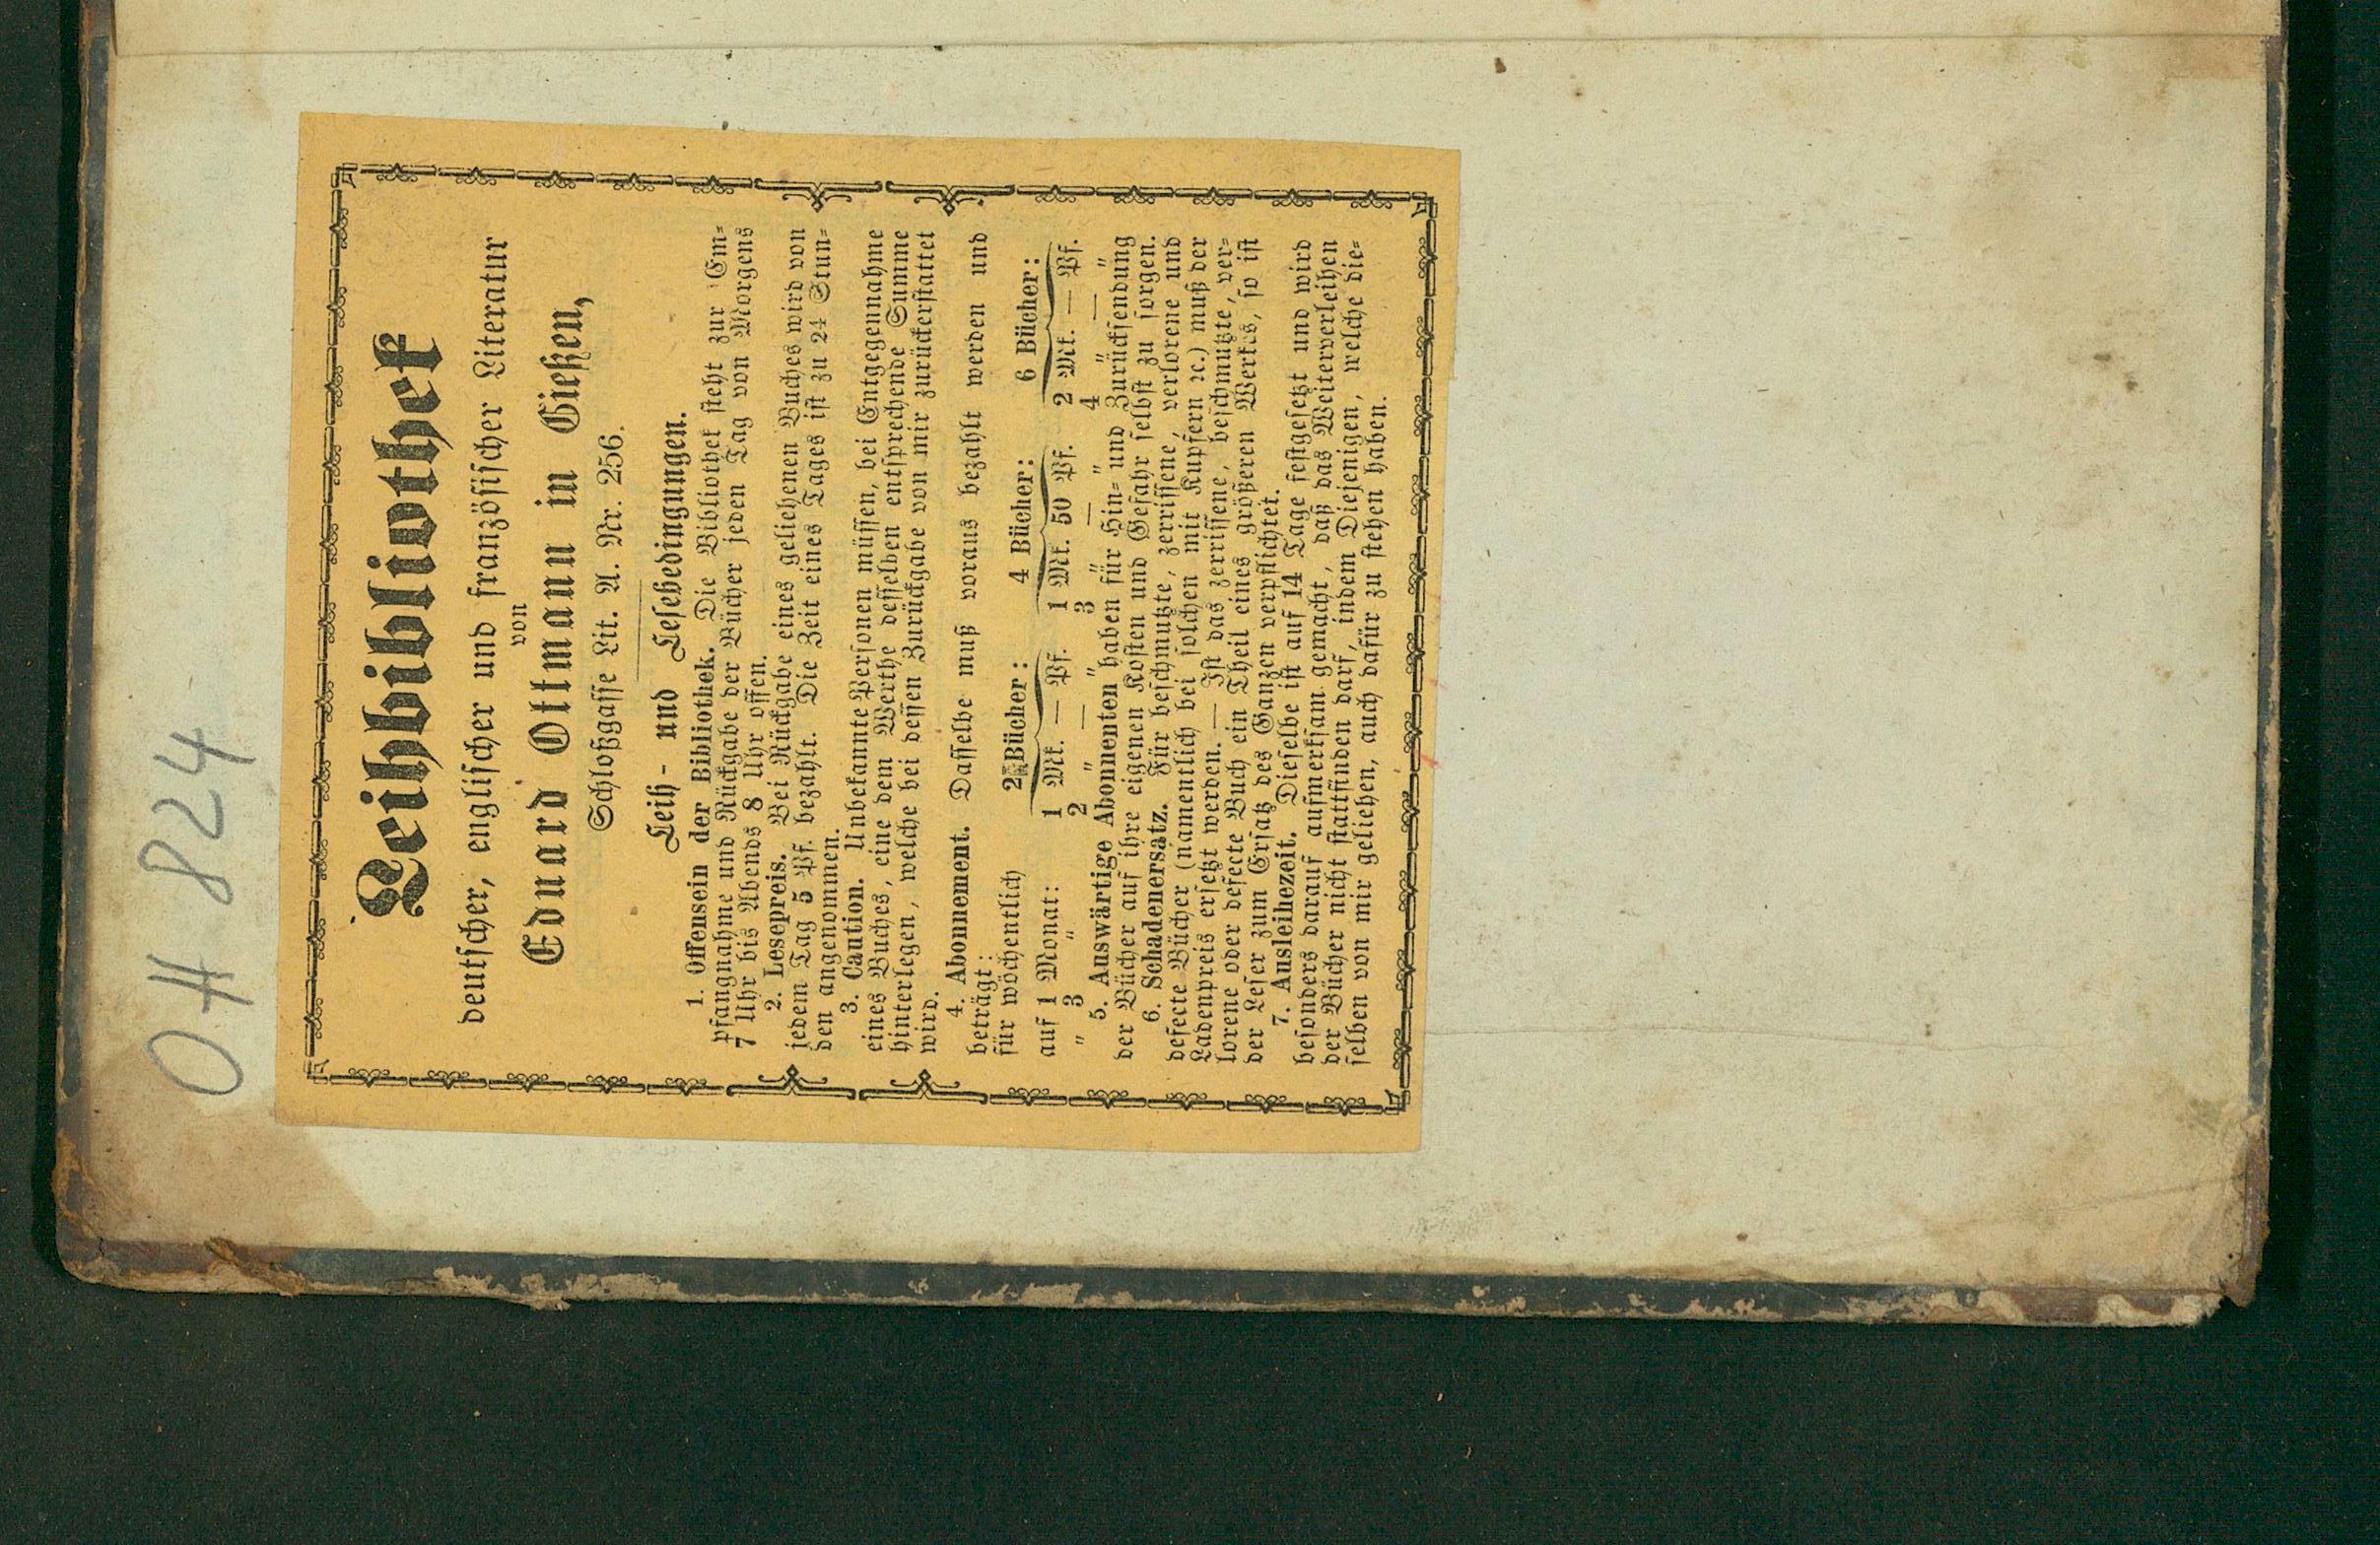 OH 824
Leihbibliothek
deutscher, englischer und französischer Literatur
von
Eduard Ottmann in Gießen,
Schloßgasse Lit. A. Nr. 256.
Leih- und Lesebedingungen.
1. Offensein der Bibliothek. Die Bibliothek steht zur Em-
pfangnahme und Rückgabe der Bücher jeden Tag von Morgens
7 Uhr bis Abends 8 Uhr offen.
2. Lesepreis. Bei Rückgabe eines geliehenen Buches wird von
jedem Tag 5 Pf. bezahlt. Die Zeit eines Tages ist zu 24 Stun-
den angenommen.
3. Caution. Unbekannte Personen müssen, bei Entgegennahme
eines Buches, eine dem Werthe desselben entsprechende Summe
hinterlegen, welche bei dessen Zurückgabe von mir zurückerstattet
wird.
4. Abonnement. Dasselbe muß voraus bezahlt werden und
beträgt:
für wöchentlich 2 Bücher: 4 Bücher: 6 Bücher:
auf 1 Monat: 1 Mk. — Pf. 1 Mk. 50 Pf. 2 Mk. — Pf.
" 3 " 2 " — " 3 " — " 4 " — "
5. Auswärtige Abonnenten haben für Hin- und Zurücksendung
der Bücher auf ihre eigenen Kosten und Gefahr selbst zu sorgen.
6. Schadenersatz. Für beschmutzte, zerrissene, verlorene und
defecte Bücher (namentlich bei solchen mit Kupfern ꝛc.) muß der
Ladenpreis ersetzt werden. — Ist das zerrissene, beschmutzte, ver-
lorene oder defecte Buch ein Theil eines größeren Werkes, so ist
der Leser zum Ersatz des Ganzen verpflichtet.
7. Ausleihezeit. Dieselbe ist auf 14 Tage festgesetzt und wird
besonders darauf aufmerksam gemacht, daß das Weiterverleihen
der Bücher nicht stattfinden darf, indem Diejenigen, welche die-
selben von mir geliehen, auch dafür zu stehen haben.